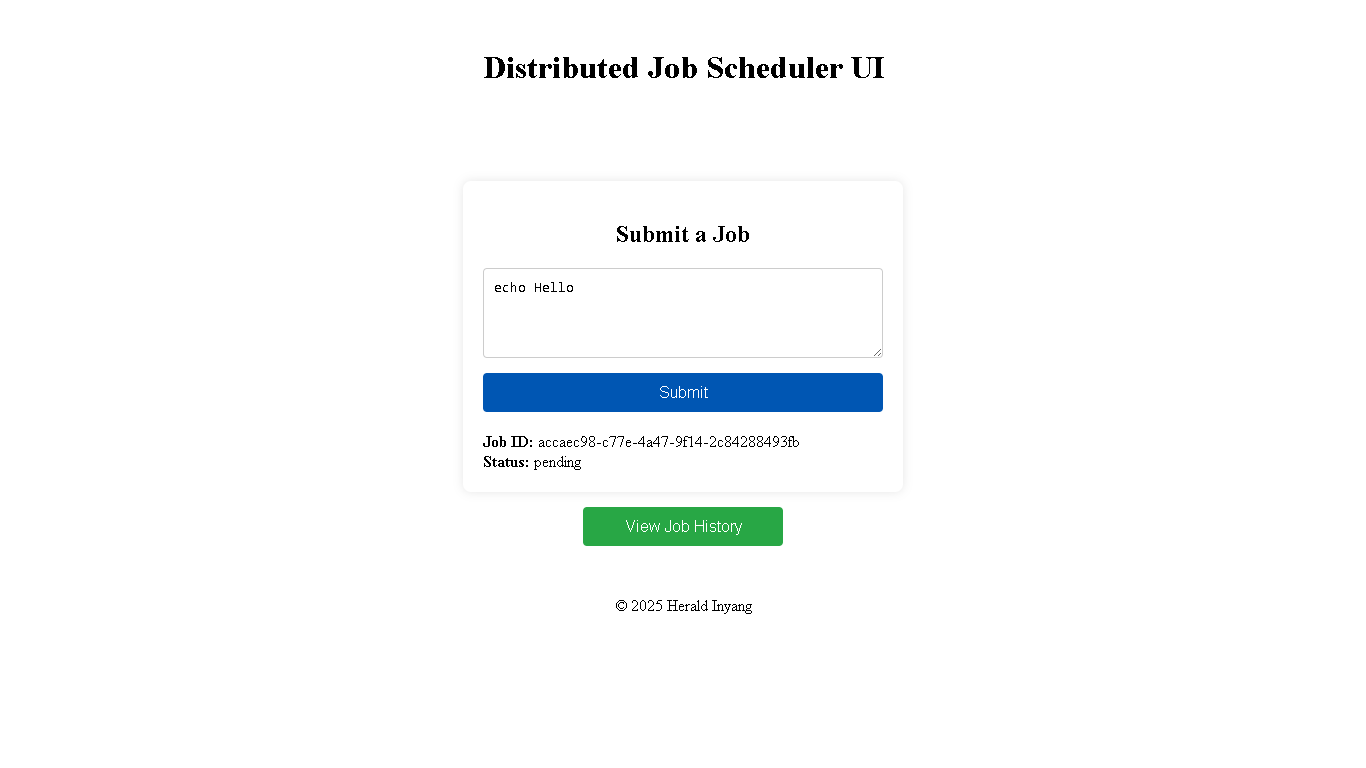 Distributed Job Scheduler UI
Submit a Job
echo Hello
Submit
Job ID: accaec98-c77e-4a47-9f14-2c84288493fb
Status: pending
View Job History
© 2025 Herald Inyang